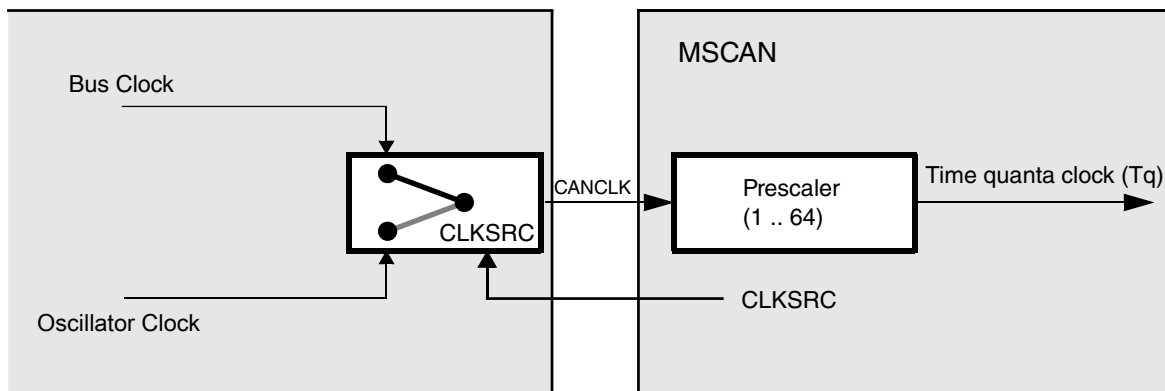 MSCAN
Bus Clock
CANCLK
Prescaler
(1 .. 64)
Time quanta clock (Tq)
CLKSRC
CLKSRC
Oscillator Clock